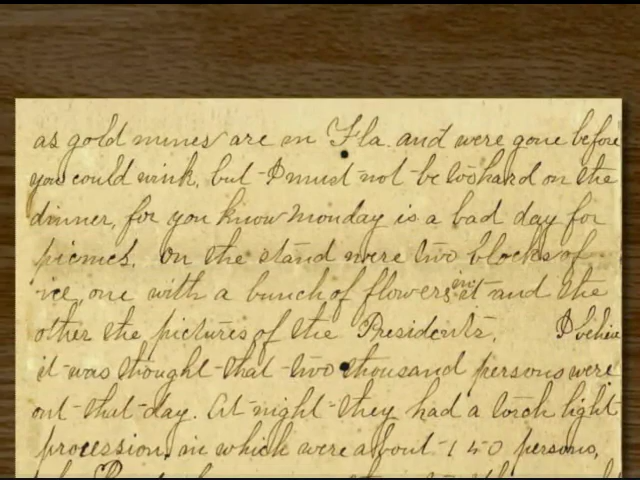 as gold mines are in Fla. and were gone before
you could wink, but I must not be too hard on the
dinner, for you know Monday is a bad day for
picnics. On the stand were two blocks of
ice, one with a bunch of flowers in it and the
other the pictures of the Presidents. I believe
it was thought that two thousand persons were
out that day. At night they had a torch light
procession, in which were about 150 persons,